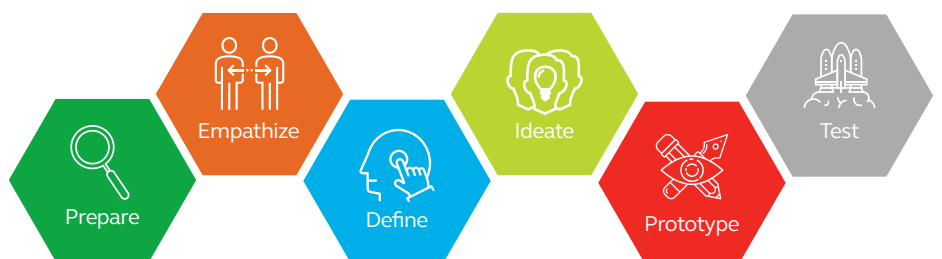 Prepare
Empathize
Define
Ideate
Prototype
Test